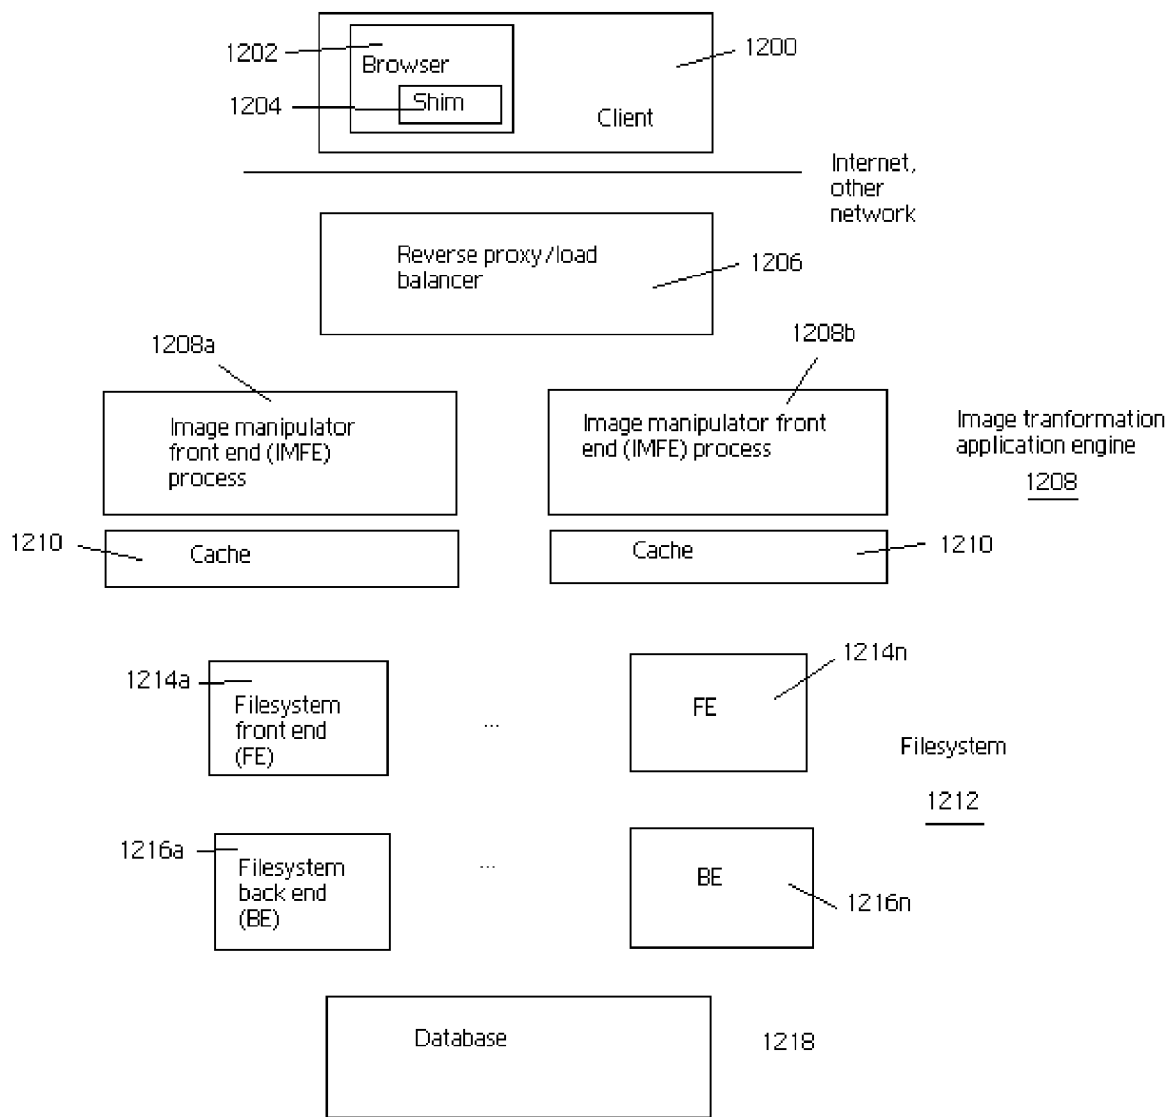 1202
Browser
1200
1204
Shim
Client
Internet,
other
network
Reverse proxy/load
balancer
1206
1208a
1208b
Image manipulator
front end (IMFE)
process
Image manipulator front
end (IMFE) process
Image tranformation
application engine
1208
1210
Cache
Cache
1210
1214a
Filesystem
front end
(FE)
...
FE
1214n
Filesystem
1212
1216a
Filesystem
back end
(BE)
...
BE
1216n
Database
1218